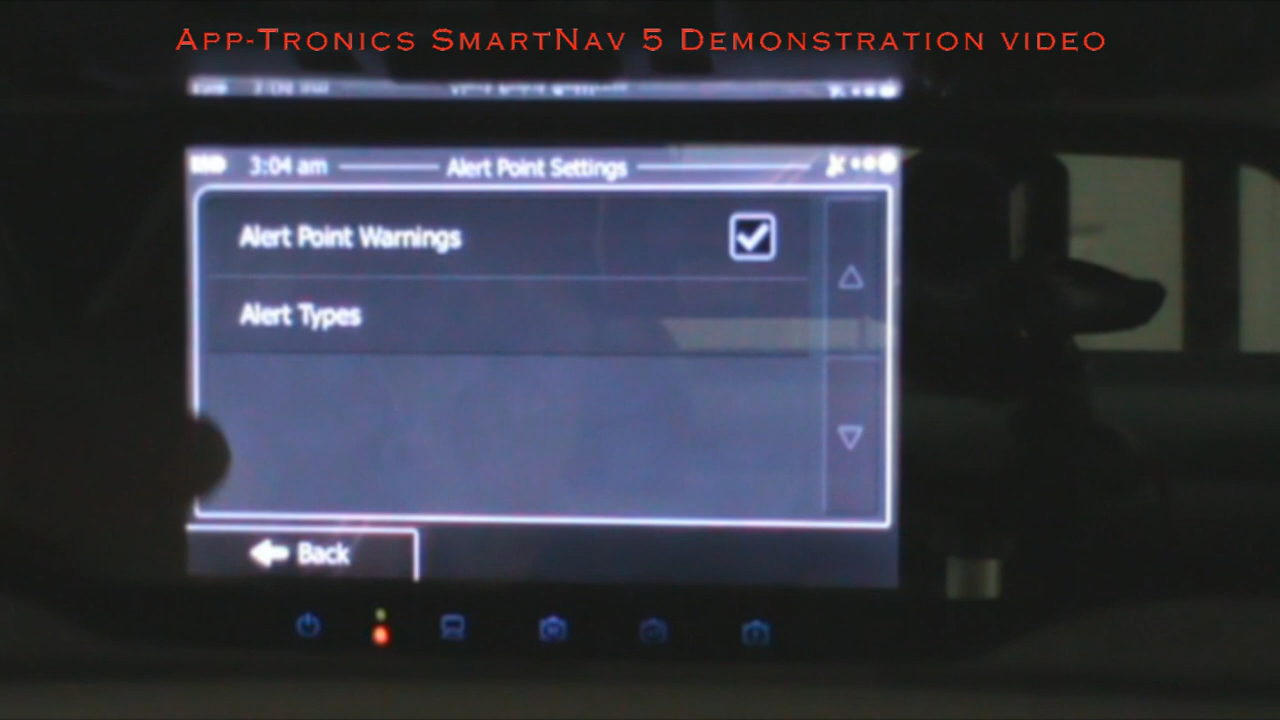 App-Tronics SmartNav 5 Demonstration video
3:04 am
Alert Point Settings
Alert Point Warnings
Alert Types
Back